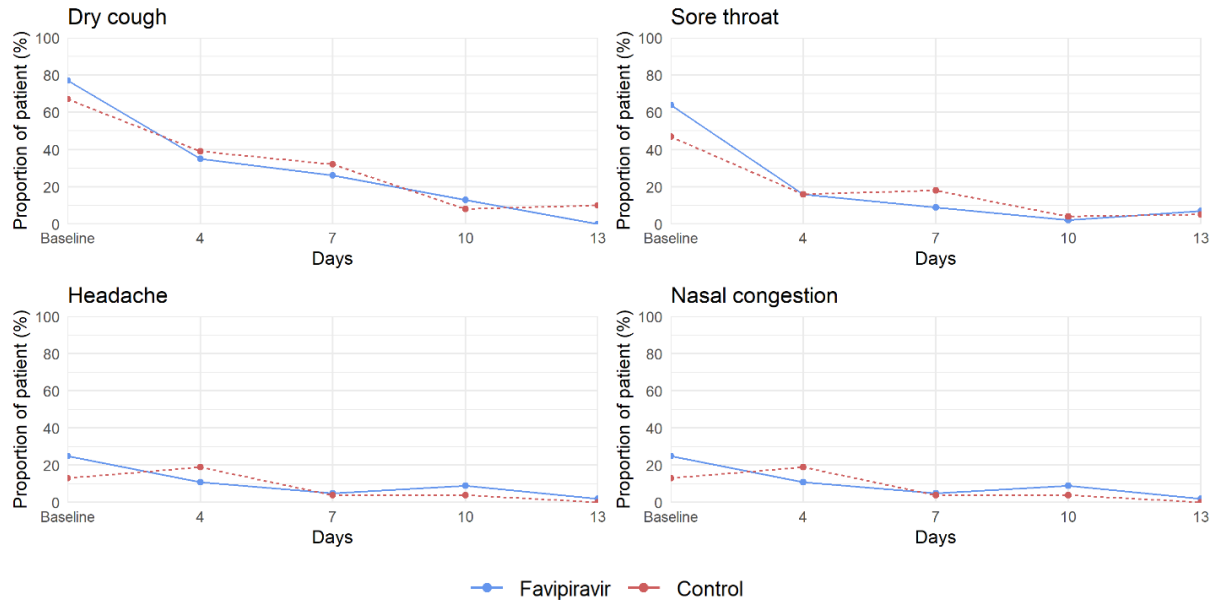 Dry cough
Proportion of patient (%)
100
80
60
40
20
0
Baseline 4 7 10 13
Days
Sore throat
Proportion of patient (%)
100
80
60
40
20
0
Baseline 4 7 10 13
Days
Headache
Proportion of patient (%)
100
80
60
40
20
0
Baseline 4 7 10 13
Days
Nasal congestion
Proportion of patient (%)
100
80
60
40
20
0
Baseline 4 7 10 13
Days
Favipiravir Control